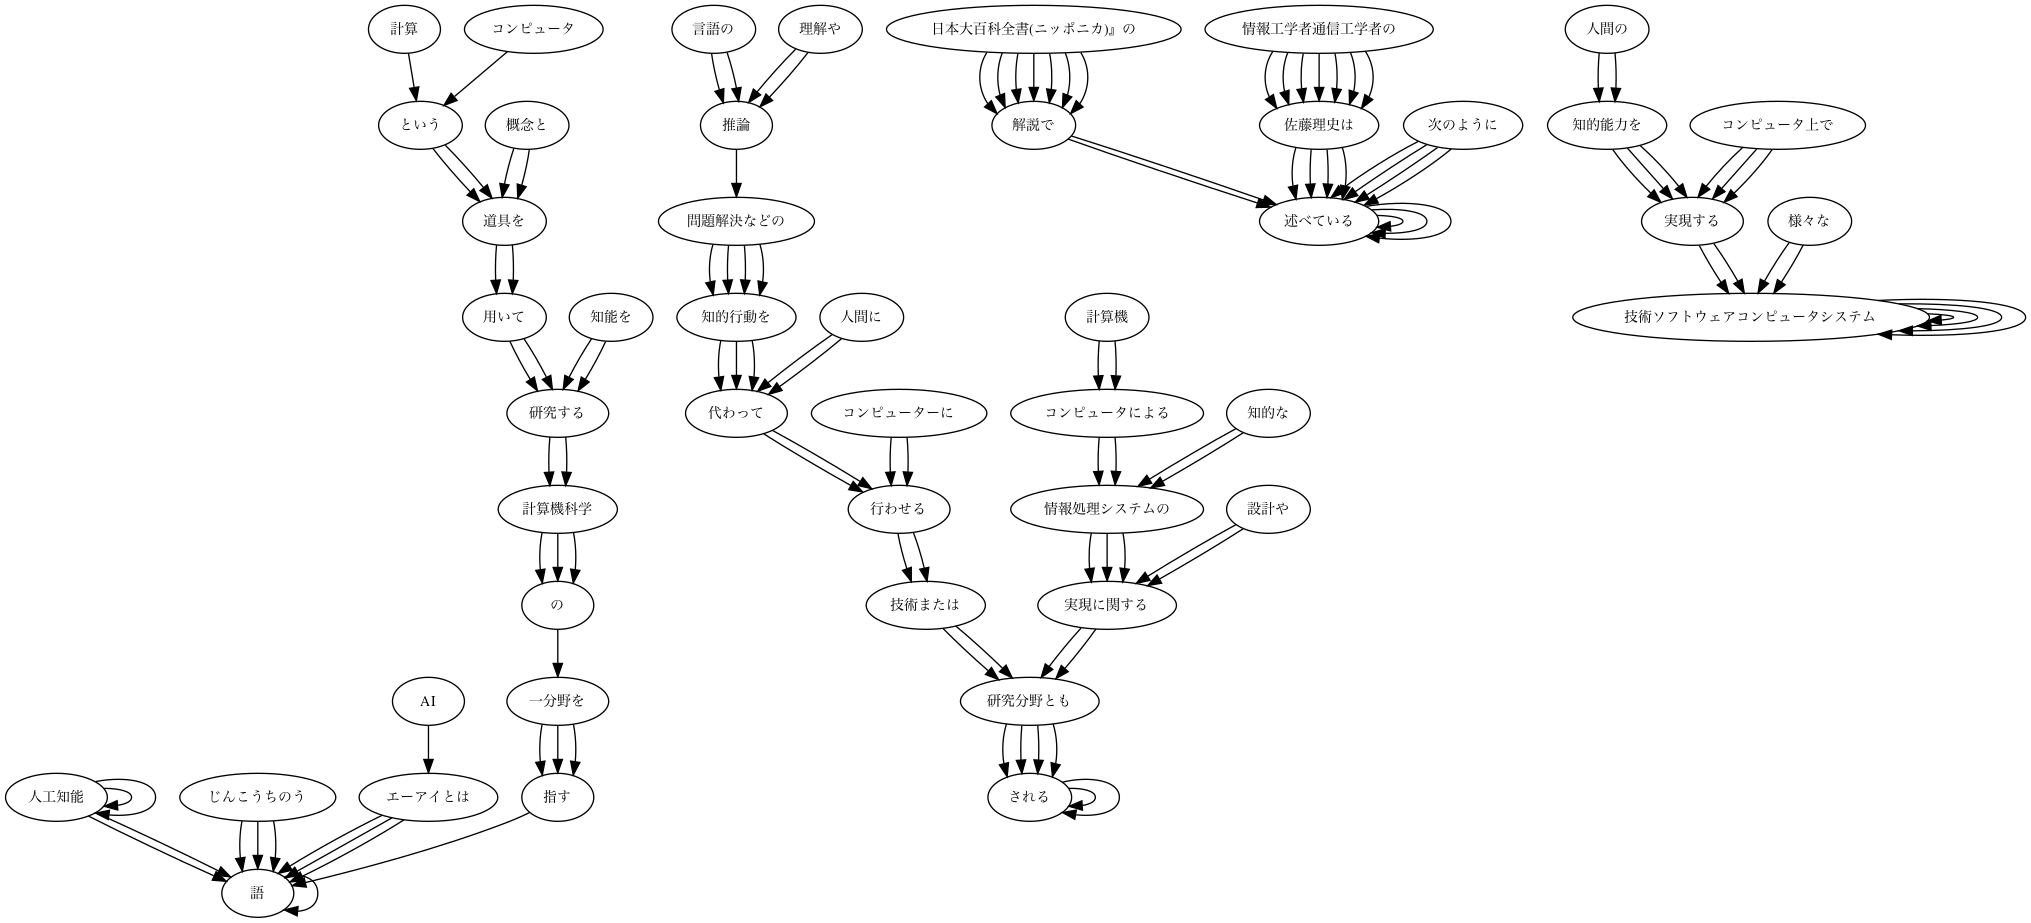 計算
コンピュータ
言語の
理解や
日本大百科全書(ニッポニカ)』の
情報工学者通信工学者の
人間の
という
概念と
推論
解説で
佐藤理史は
次のように
知的能力を
コンピュータ上で
道具を
問題解決などの
述べている
実現する
様々な
用いて
知能を
知的行動を
人間に
計算機
技術ソフトウェアコンピュータシステム
研究する
代わって
コンピューターに
コンピュータによる
知的な
計算機科学
行わせる
情報処理システムの
設計や
の
技術または
実現に関する
AI
一分野を
研究分野とも
人工知能
じんこうちのう
エーアイとは
指す
される
語